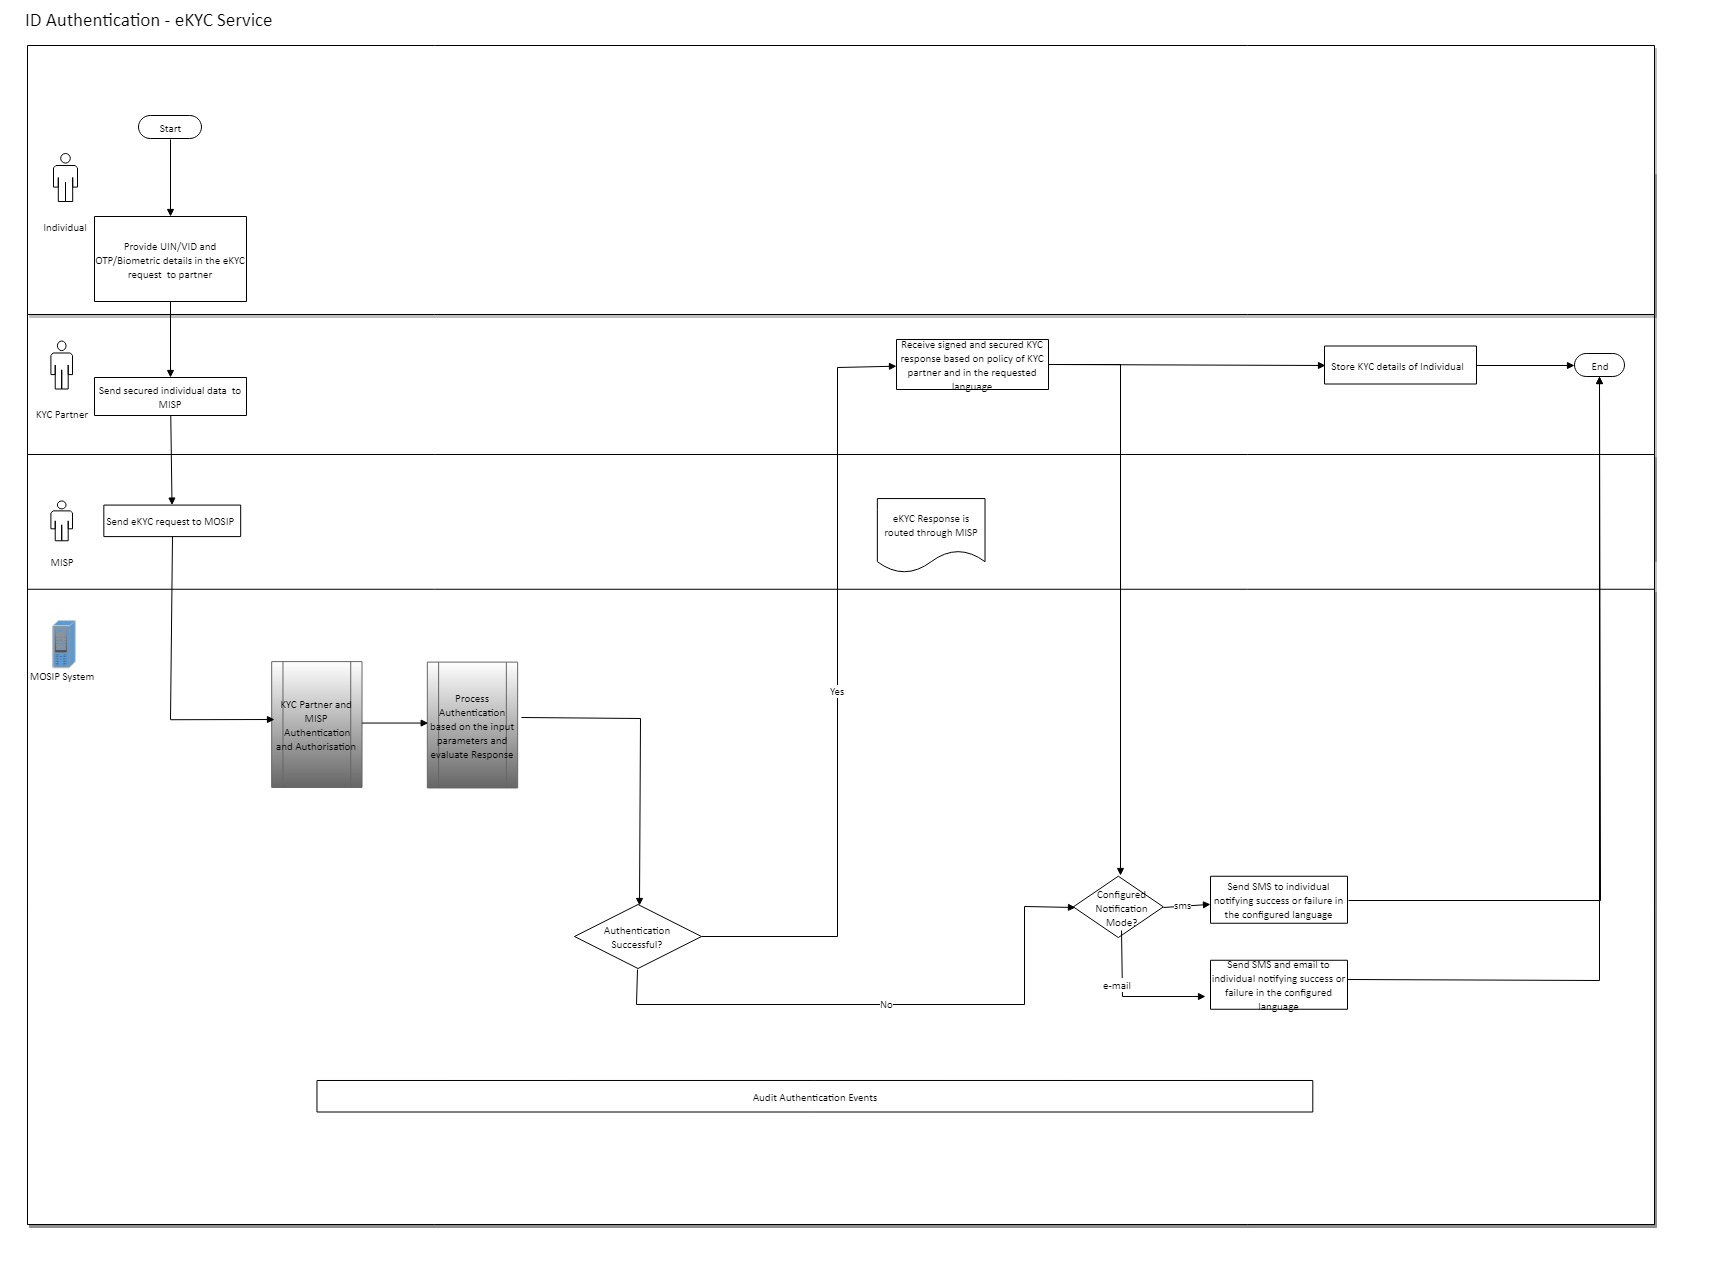 ID Authentication - eKYC Service
Start
Individual
Provide UIN/VID and
OTP/Biometric details in the eKYC
request  to partner
KYC Partner
Send secured individual data  to
MISP
Receive signed and secured KYC
response based on policy of KYC
partner and in the requested
language
Store KYC details of Individual
End
MISP
Send eKYC request to MOSIP
eKYC Response is
routed through MISP
MOSIP System
KYC Partner and
MISP
Authentication
and Authorisation
Process
Authentication
based on the input
parameters and
evaluate Response
Yes
Authentication
Successful?
No
Configured
Notification
Mode?
sms
Send SMS to individual
notifying success or failure in
the configured language
e-mail
Send SMS and email to
individual notifying success or
failure in the configured
language
Audit Authentication Events